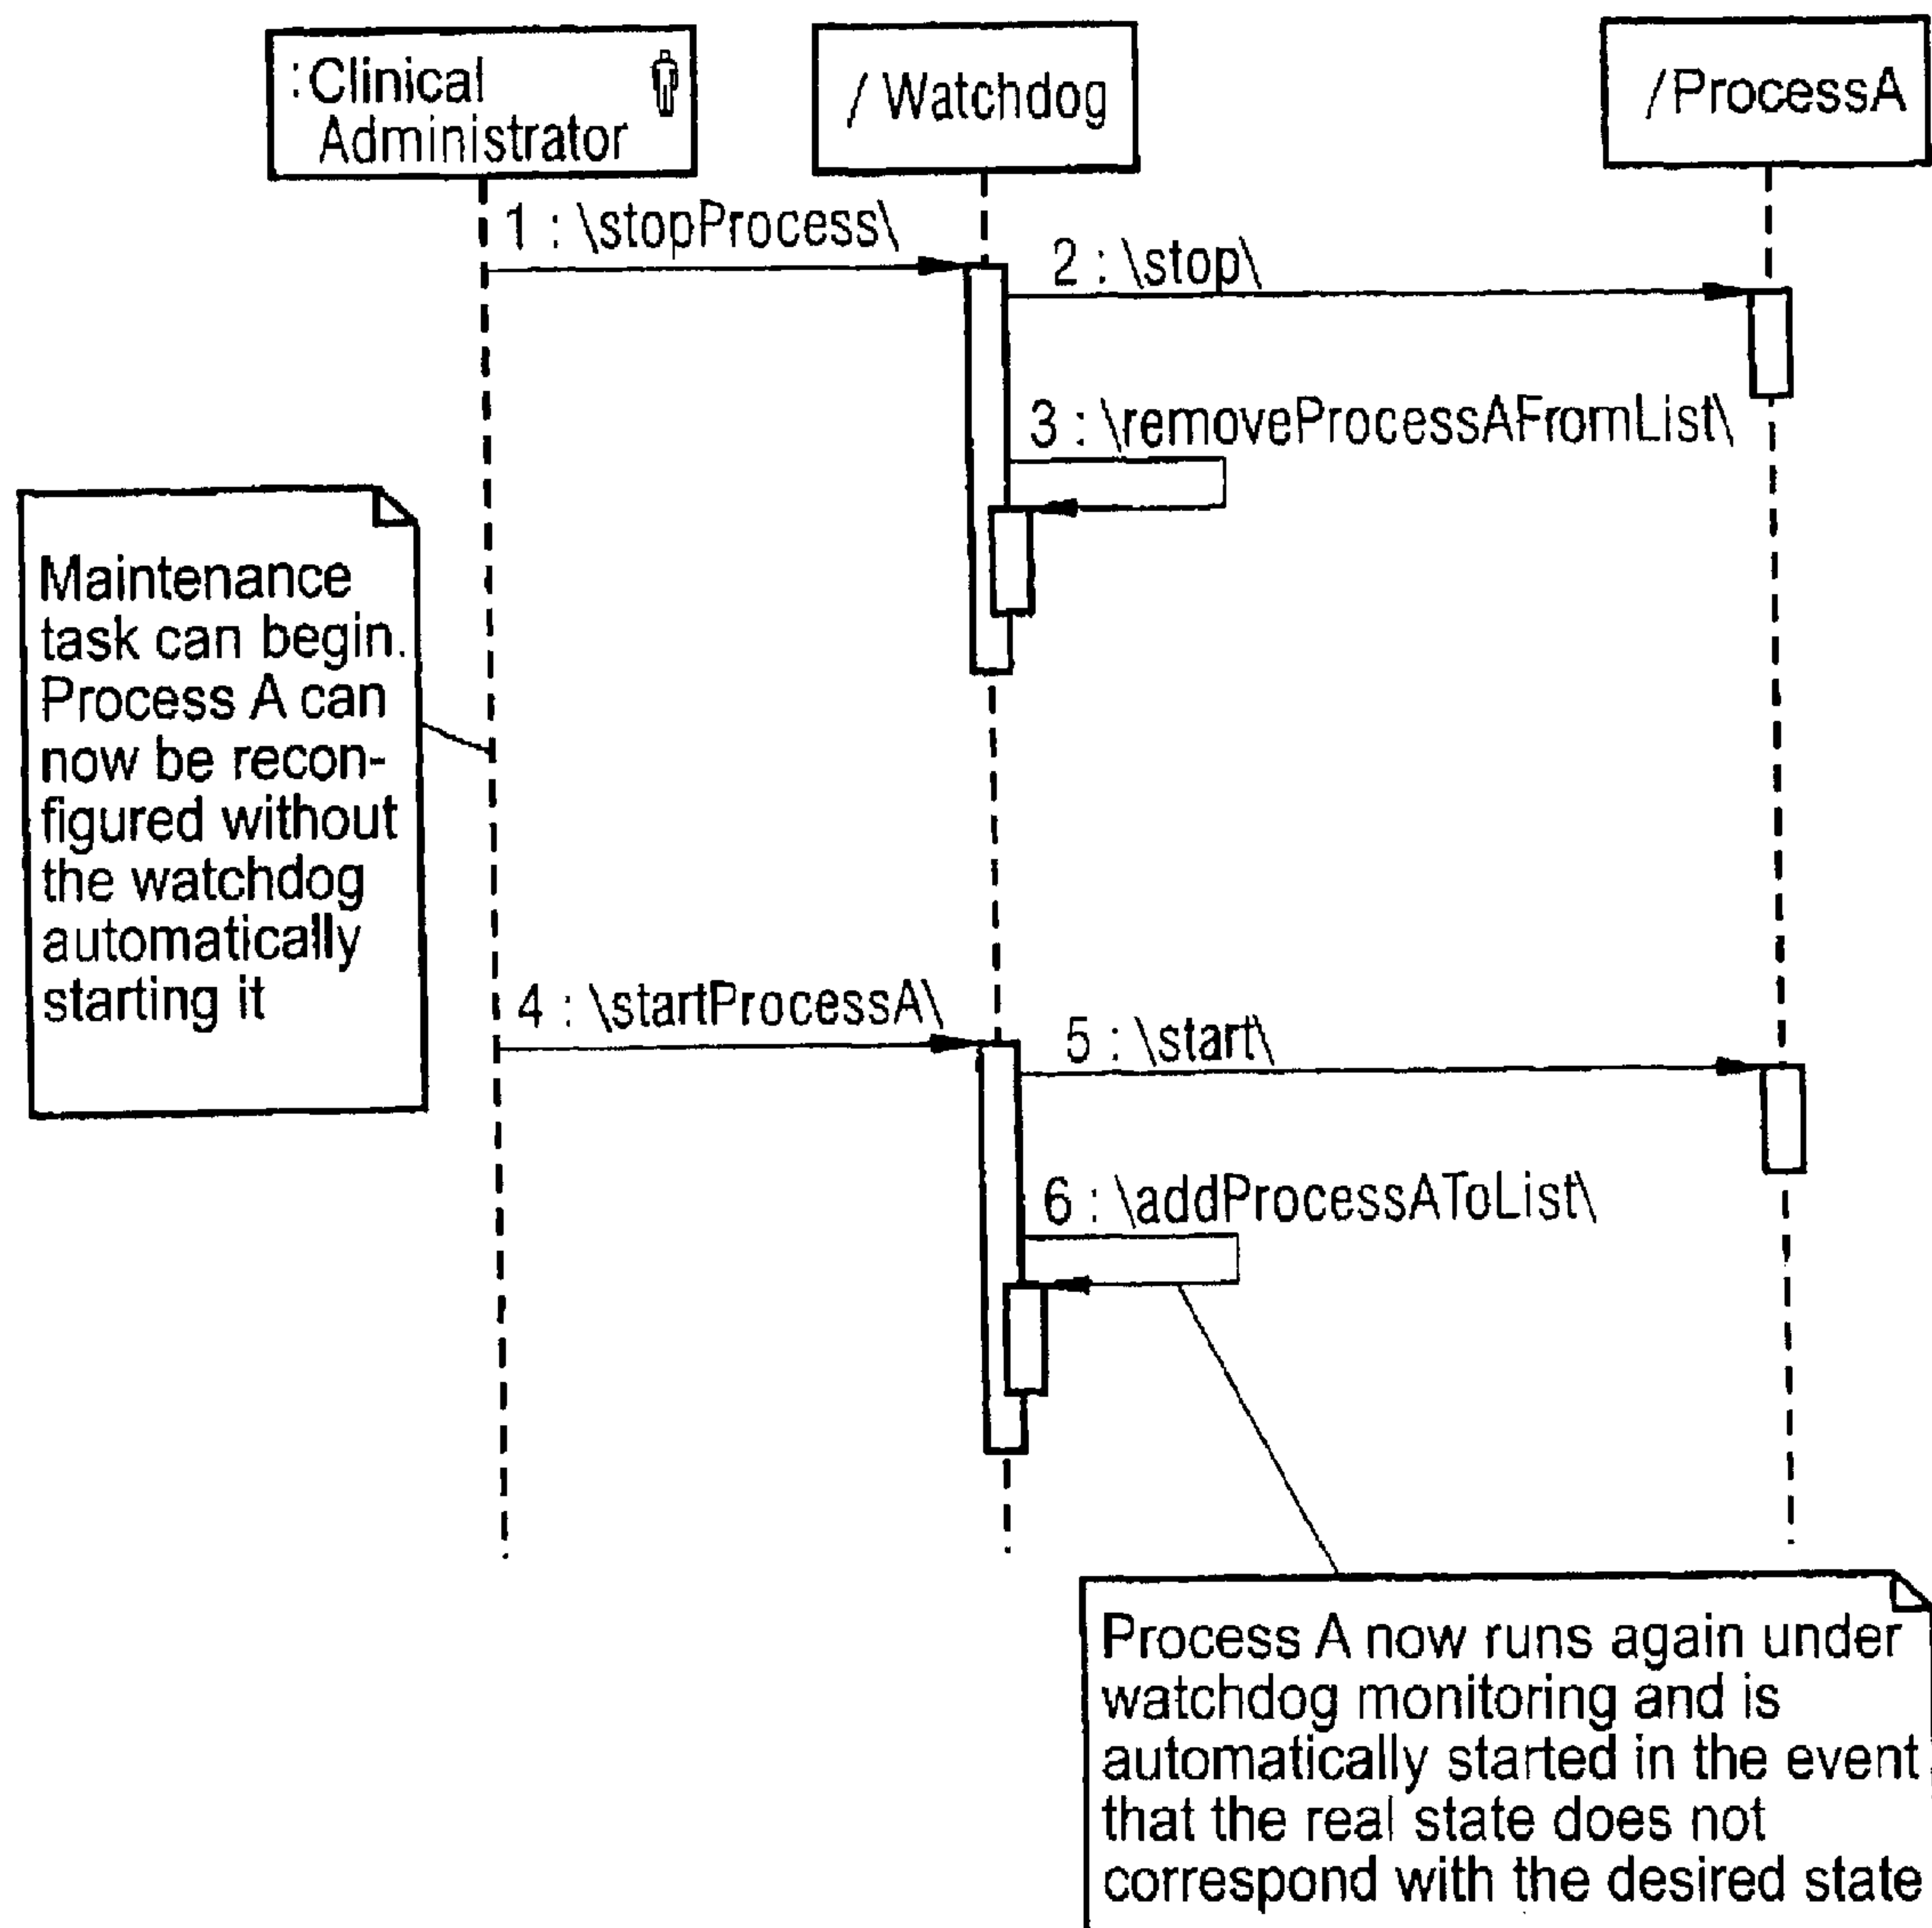 :Clinical
Administrator
/ Watchdog
/ProcessA
1 : \stopProcess\
2 : \stop\
3 : \removeProcessAFromList\
Maintenance
task can begin.
Process A can
now be recon-
figured without
the watchdog
automatically
starting it
4 : \startProcessA\
5 : \start\
6 : \addProcessAToList\
Process A now runs again under
watchdog monitoring and is
automatically started in the event
that the real state does not
correspond with the desired state